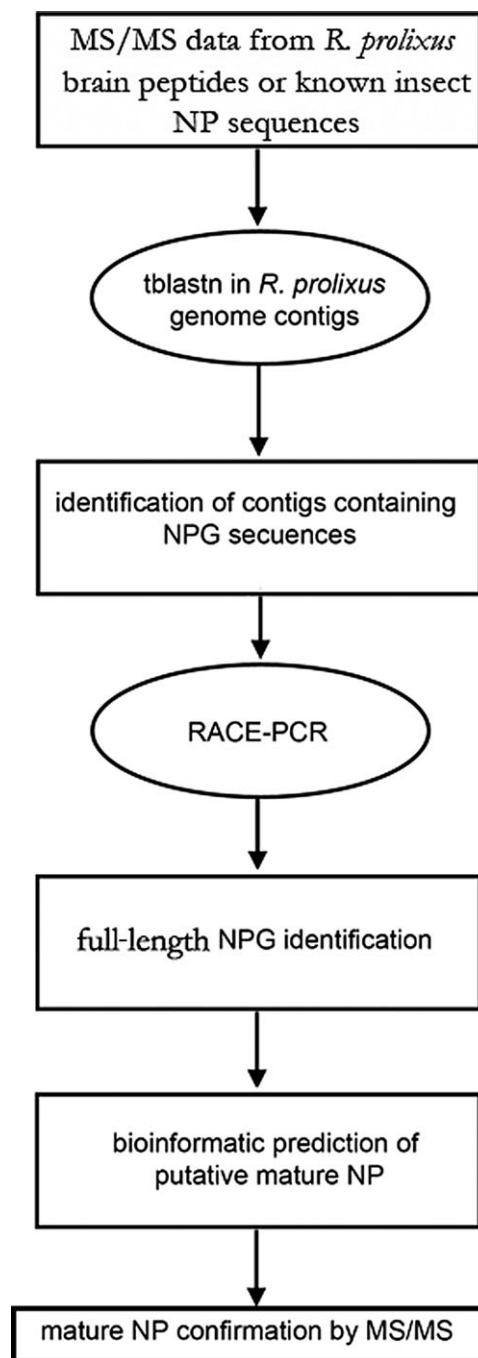 MS/MS data from R. prolixus
brain peptides or known insect
NP sequences
tblastn in R. prolixus
genome contigs
identification of contigs containing
NPG secuences
RACE-PCR
full-length NPG identification
bioinformatic prediction of
putative mature NP
mature NP confirmation by MS/MS